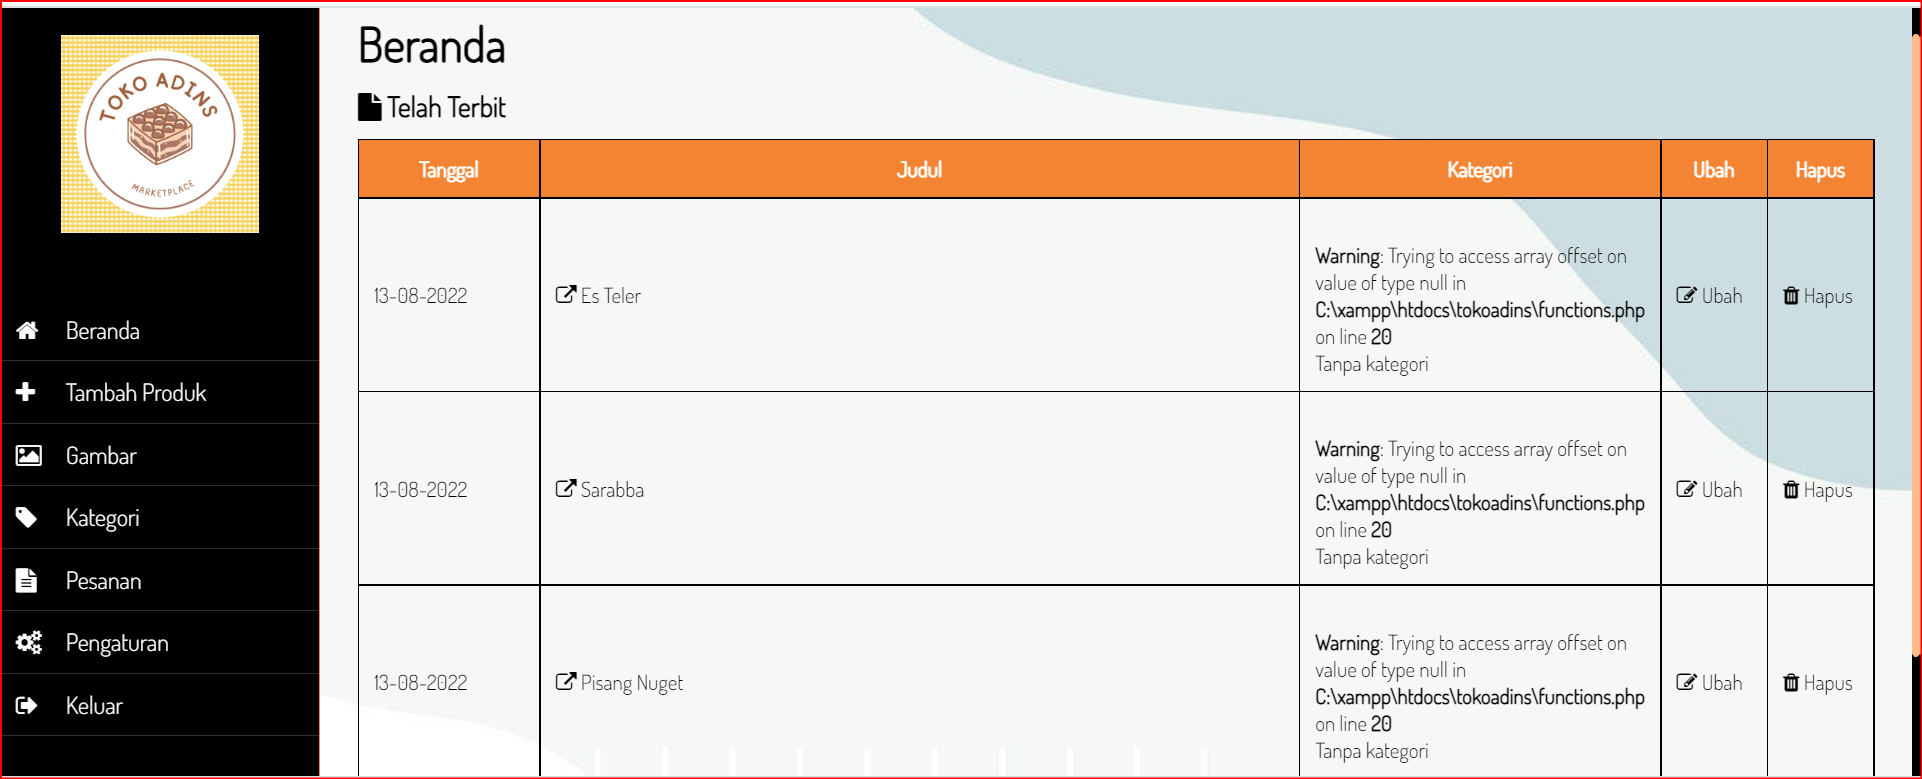 TOKO ADINS
MARKETPLACE
Beranda
Tambah Produk
Gambar
Kategori
Pesanan
Pengaturan
Keluar
Beranda
Telah Terbit
Tanggal Judul Kategori Ubah Hapus
13-08-2022 Es Teler
Warning: Trying to access array offset on
value of type null in
C:\xampp\htdocs\tokoadins\functions.php
on line 20
Tanpa kategori
Ubah Hapus
13-08-2022 Sarabba
Warning: Trying to access array offset on
value of type null in
C:\xampp\htdocs\tokoadins\functions.php
on line 20
Tanpa kategori
Ubah Hapus
13-08-2022 Pisang Nuget
Warning: Trying to access array offset on
value of type null in
C:\xampp\htdocs\tokoadins\functions.php
on line 20
Tanpa kategori
Ubah Hapus